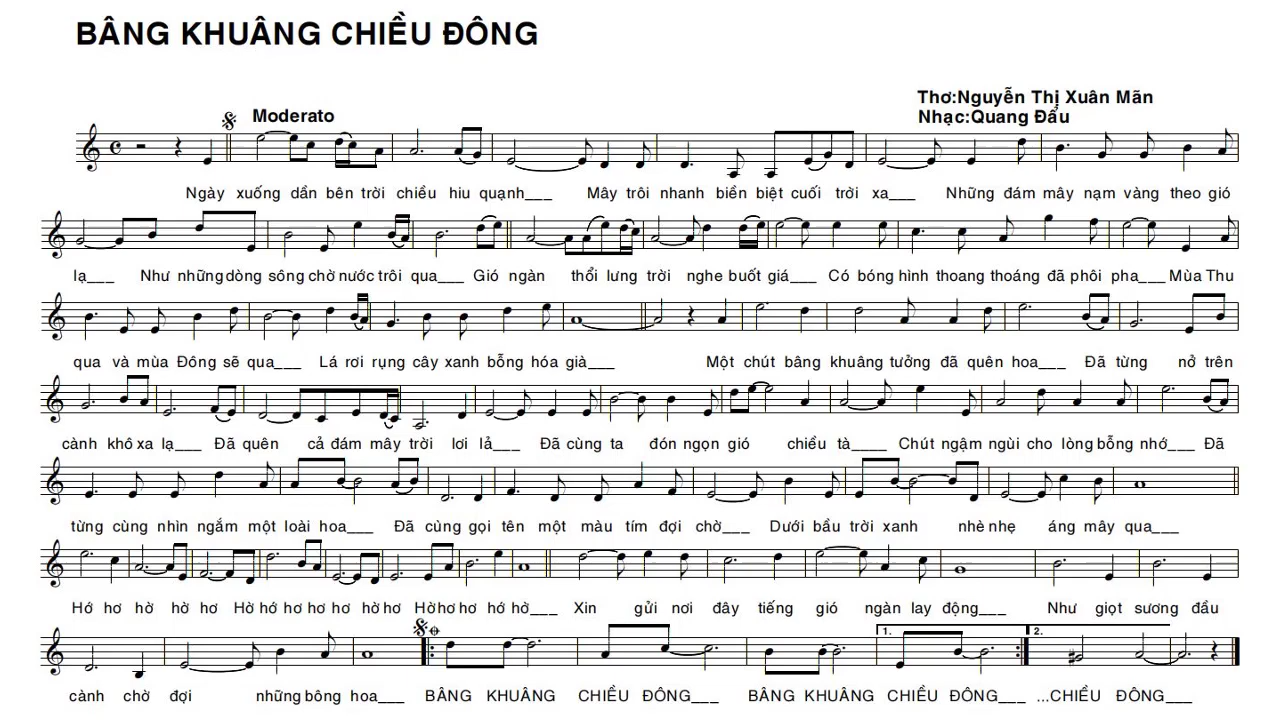 BÂNG KHUÂNG CHIỀU ĐÔNG
Thơ:Nguyễn Thị Xuân Mãn
Moderato
Nhạc:Quang Đẩu
Ngày xuống dần bên trời chiều hiu quạnh___ Mây trôi nhanh biền biệt cuối trời xa___ Những đám mây nạm vàng theo gió
lạ___ Như những dòng sông chờ nước trôi qua___ Gió ngàn thổi lưng trời nghe buốt giá___ Có bóng hình thoang thoáng đã phôi pha___ Mùa Thu
qua và mùa Đông sẽ qua___ Lá rơi rụng cây xanh bỗng hóa già___ Một chút bâng khuâng tưởng đã quên hoa___ Đã từng nở trên
cành khô xa lạ___ Đã quên cả đám mây trời lơi lả___ Đã cùng ta đón ngọn gió chiều tà____ Chút ngậm ngùi cho lòng bỗng nhớ___ Đã
từng cùng nhìn ngắm một loài hoa___ Đã cùng gọi tên một màu tím đợi chờ___ Dưới bầu trời xanh nhè nhẹ áng mây qua___
Hớ hơ hờ hờ hơ Hờ hớ hơ hơ hơ hờ hơ Hờ hơ hơ hớ hờ___ Xin gửi nơi đây tiếng gió ngàn lay động___ Như giọt sương đầu
1. 2.
cành chờ đợi những bông hoa___ BÂNG KHUÂNG CHIỀU ĐÔNG___ BÂNG KHUÂNG CHIỀU ĐÔNG___ ...CHIỀU ĐÔNG___